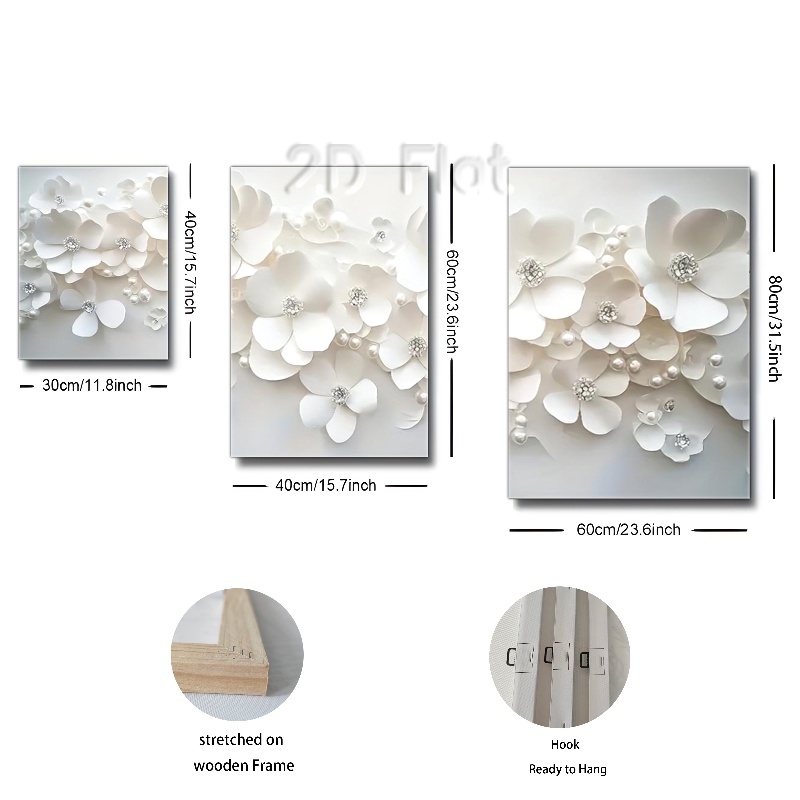 2D Flat
40cm/15.7inch
30cm/11.8inch
60cm/23.6inch
40cm/15.7inch
80cm/31.5inch
60cm/23.6inch
stretched on
wooden Frame
Hook
Ready to Hang